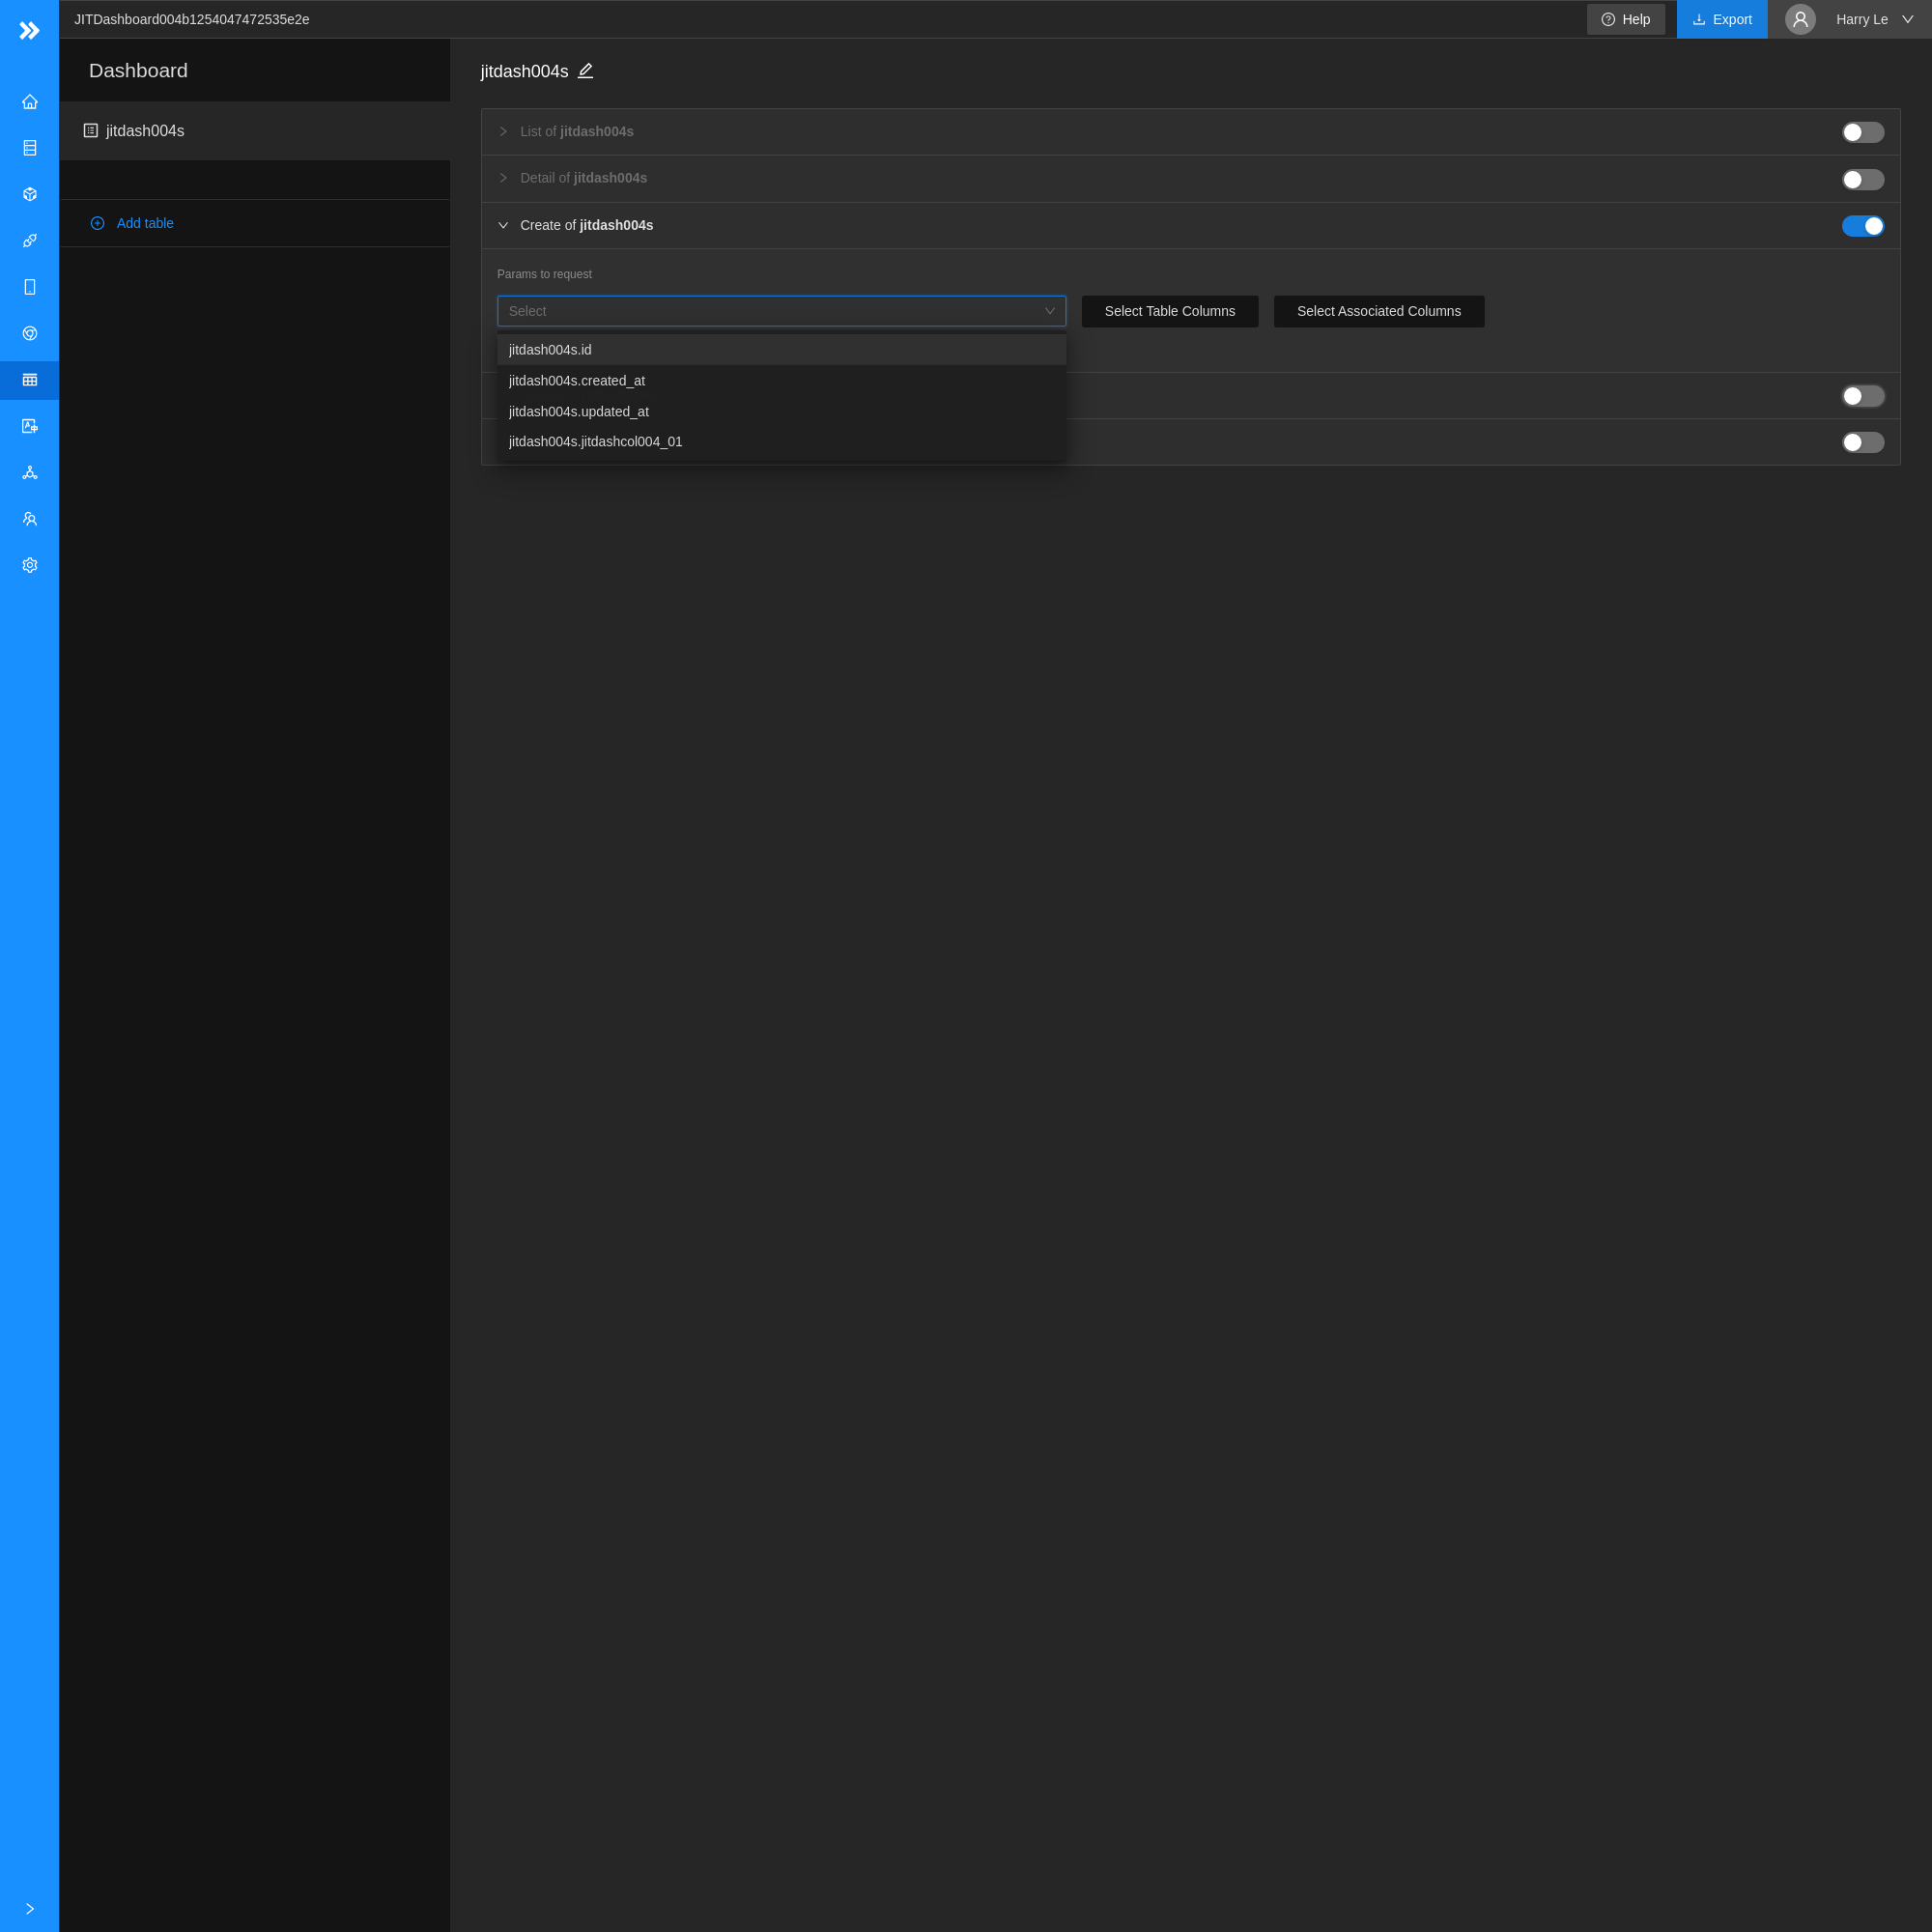 JITDashboard004b1254047472535e2e
Help
Export
Harry Le
Dashboard
jitdash004s
Add table
jitdash004s
List of jitdash004s
Detail of jitdash004s
Create of jitdash004s
Params to request
Select
Select Table Columns
Select Associated Columns
jitdash004s.id
jitdash004s.created_at
jitdash004s.updated_at
jitdash004s.jitdashcol004_01